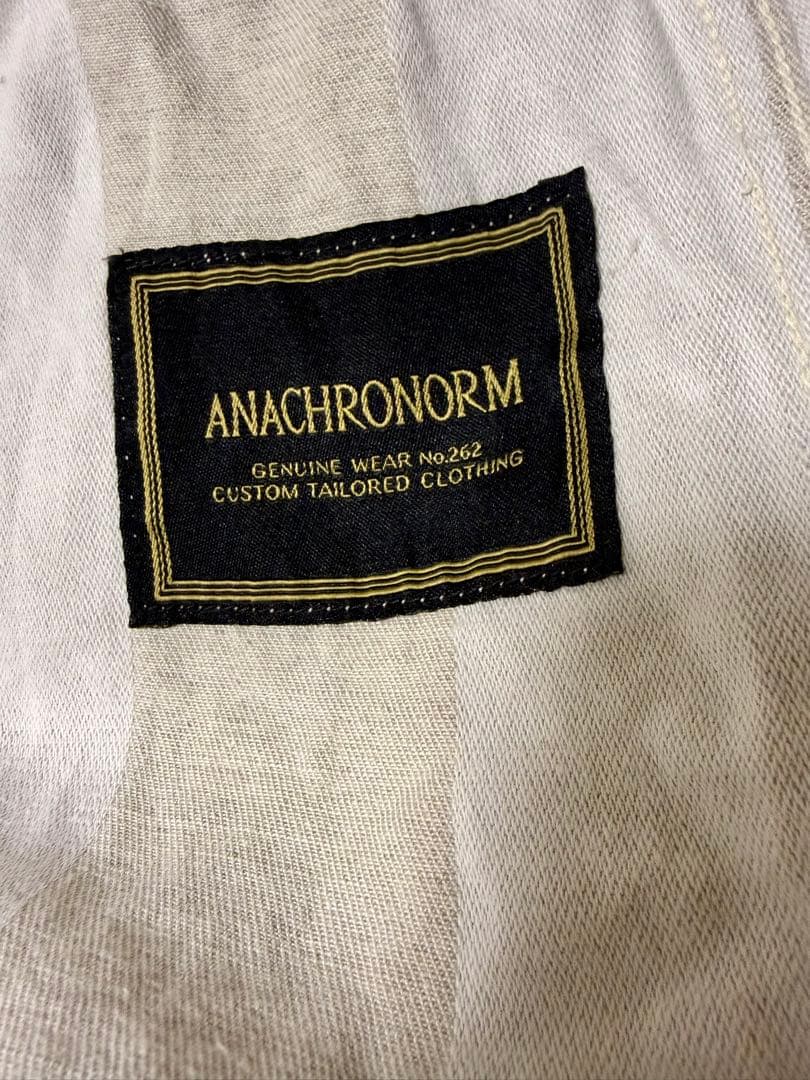 ANACHRONORM
GENUINE WEAR No.262
CUSTOM TAILORED CLOTHING